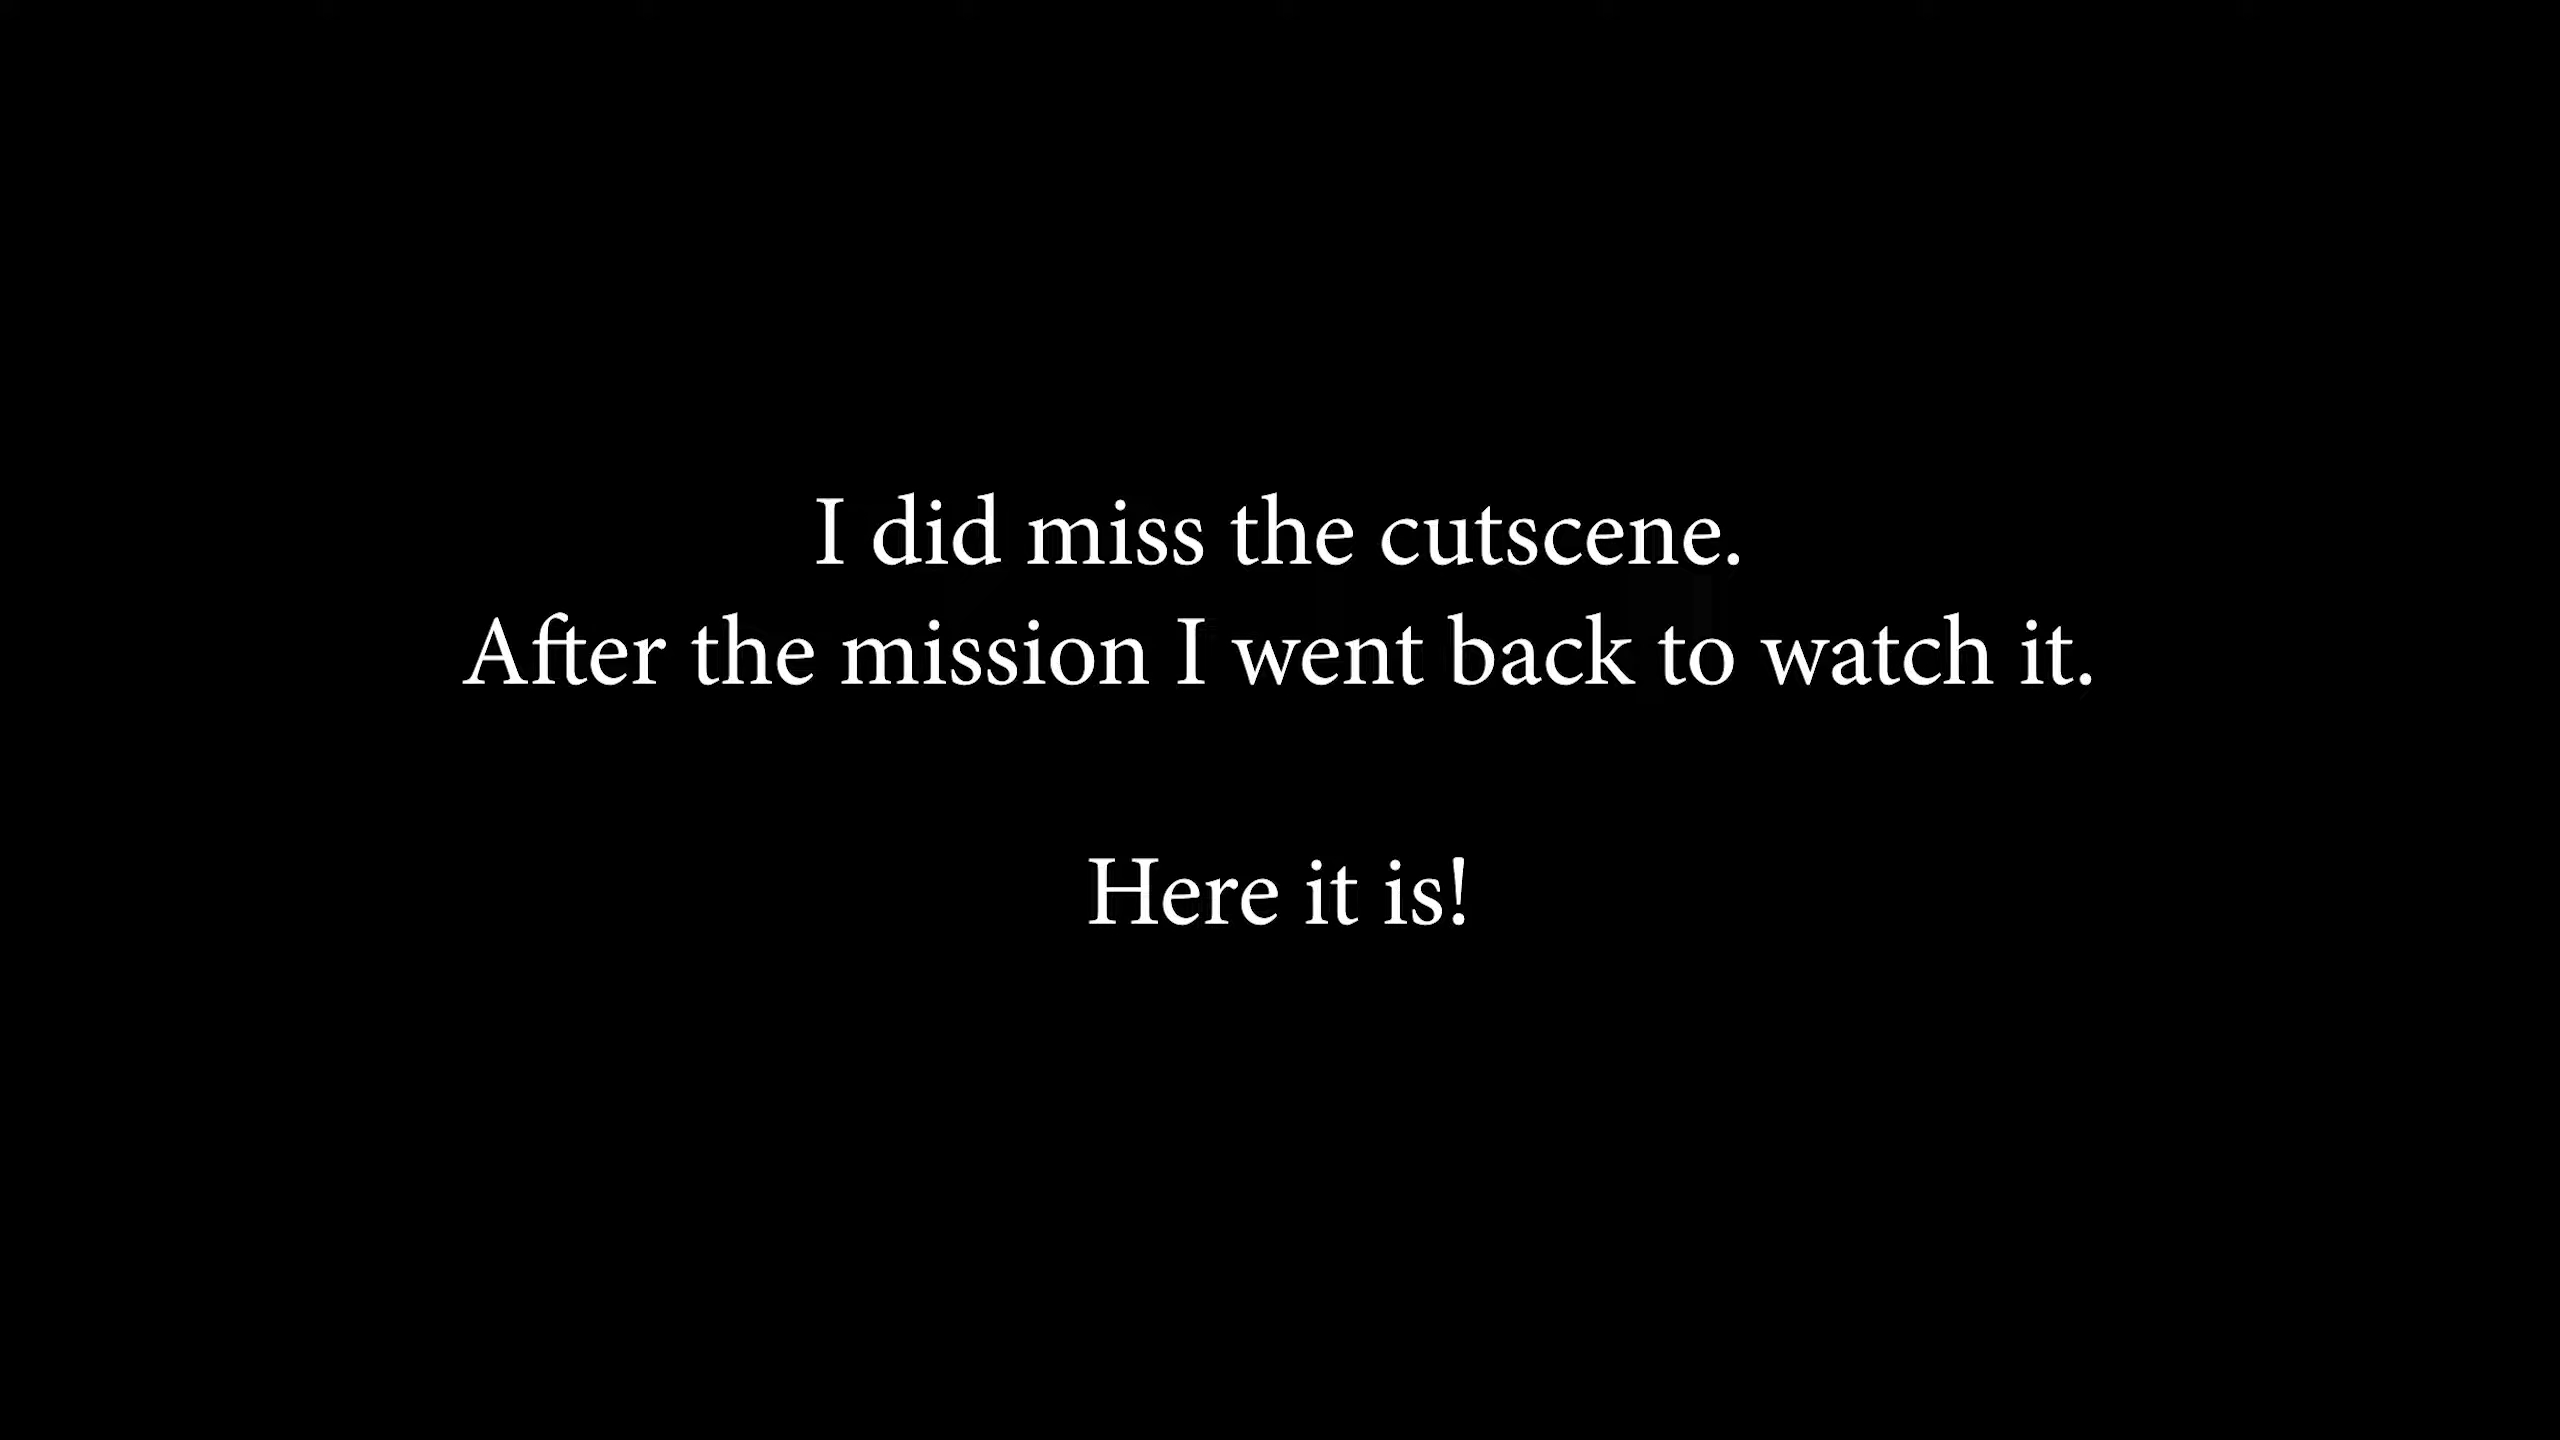 I did miss the cutscene.
After the mission I went back to watch it.
Here it is!